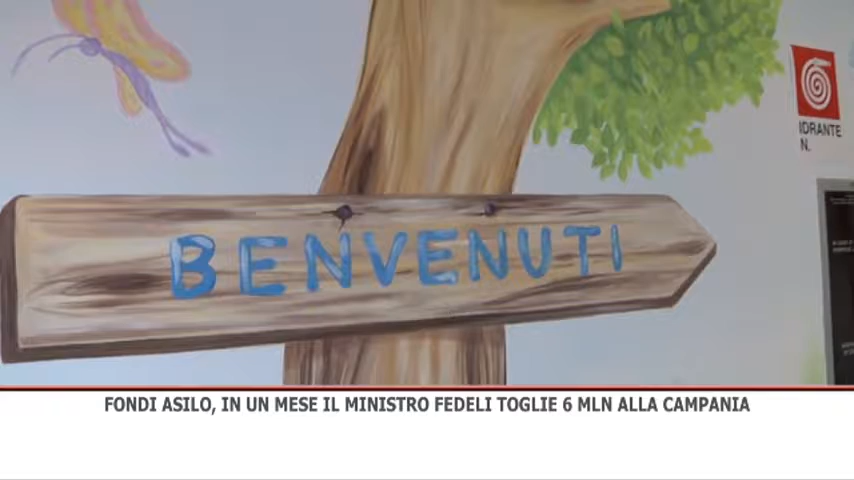 BENVENUTI
IDRANTE
N.
FONDI ASILO, IN UN MESE IL MINISTRO FEDELI TOGLIE 6 MLN ALLA CAMPANIA